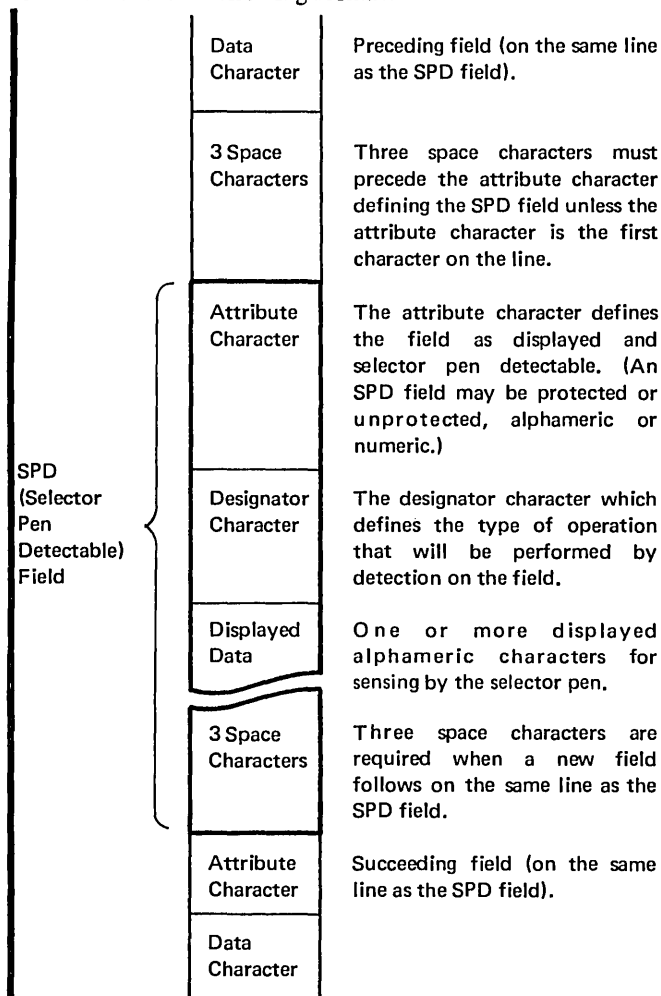 Data
Character
Preceding field (on the same line
as the SPD field).
3 Space
Characters
Three space characters must
precede the attribute character
defining the SPD field unless the
attribute character is the first
character on the line.
SPD
(Selector
Pen
Detectable)
Field
Attribute
Character
The attribute character defines
the field as displayed and
selector pen detectable. (An
SPD field may be protected or
unprotected, alphameric or
numeric.)
Designator
Character
The designator character which
defines the type of operation
that will be performed by
detection on the field.
Displayed
Data
One or more displayed
alphameric characters for
sensing by the selector pen.
3 Space
Characters
Three space characters are
required when a new field
follows on the same line as the
SPD field.
Attribute
Character
Succeeding field (on the same
line as the SPD field).
Data
Character